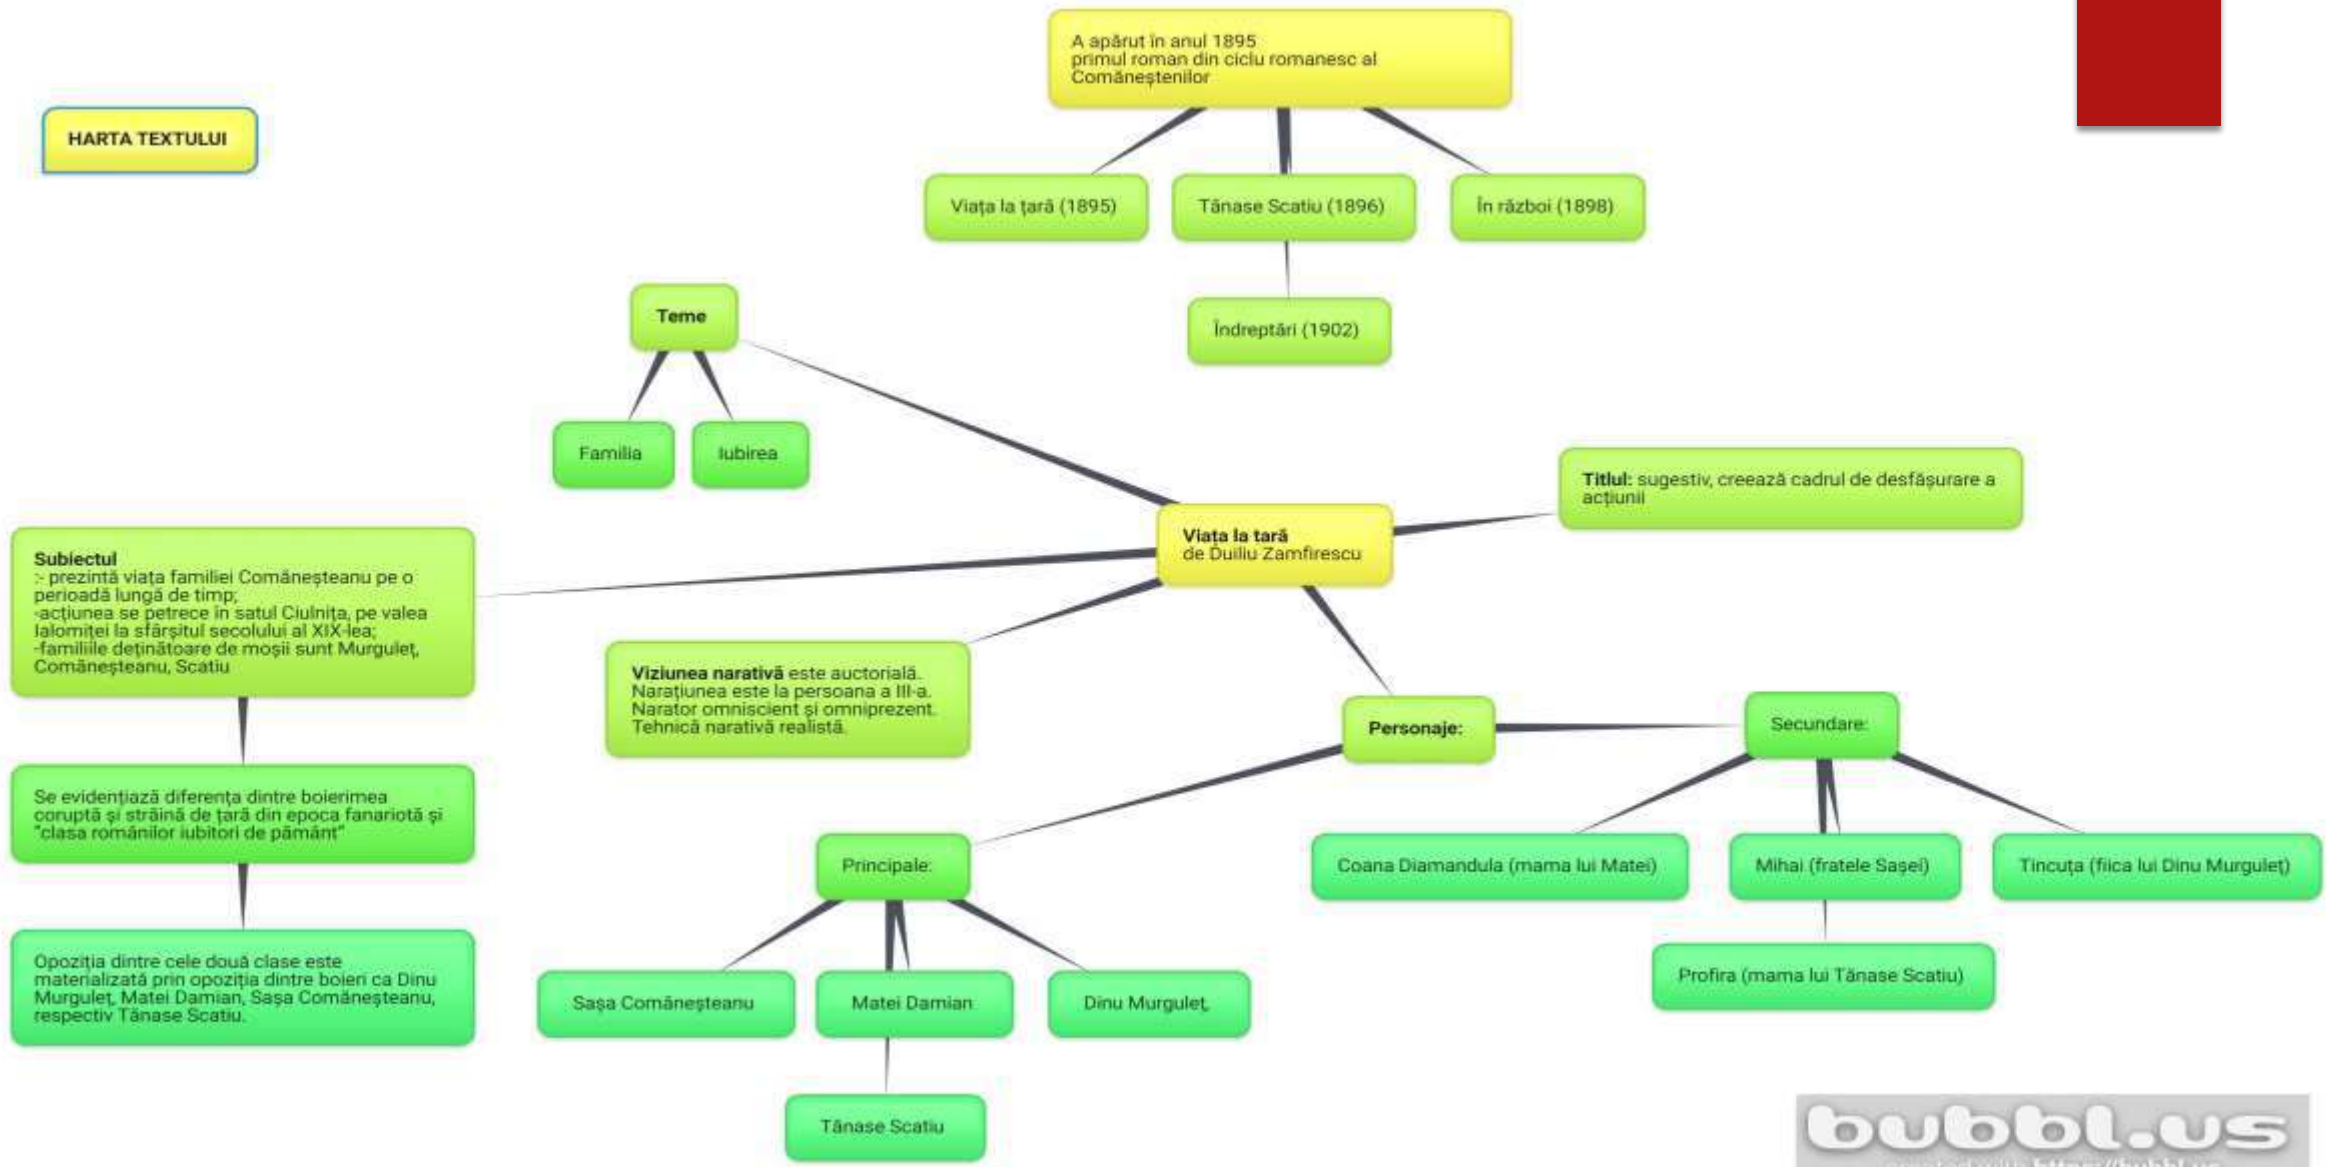 HARTA TEXTULUI
A apărut în anul 1895
primul roman din ciclu romanesc al
Comăneștenilor
Viața la țară (1895)
Tănase Scatiu (1896)
În război (1898)
Îndreptări (1902)
Teme
Familia
Iubirea
Viața la țară
de Duiliu Zamfirescu
Titlul: sugestiv, creează cadrul de desfășurare a
acțiunii
Subiectul
:- prezintă viața familiei Comăneșteanu pe o
perioadă lungă de timp;
-acțiunea se petrece în satul Ciulnița, pe valea
Ialomiței la sfârșitul secolului al XIX-lea;
-familiile deținătoare de moșii sunt Murguleț,
Comăneșteanu, Scatiu
Se evidențiază diferența dintre boierimea
coruptă și străină de țară din epoca fanariotă și
"clasa românilor iubitori de pământ"
Opoziția dintre cele două clase este
materializată prin opoziția dintre boieri ca Dinu
Murguleț, Matei Damian, Sașa Comăneșteanu,
respectiv Tănase Scatiu.
Viziunea narativă este auctorială.
Narațiunea este la persoana a III-a.
Narator omniscient și omniprezent.
Tehnică narativă realistă.
Personaje:
Principale:
Sașa Comăneșteanu
Matei Damian
Dinu Murguleț,
Tănase Scatiu
Secundare:
Coana Diamandula (mama lui Matei)
Mihai (fratele Sașei)
Tincuța (fiica lui Dinu Murguleț)
Profira (mama lui Tănase Scatiu)
bubbl.us